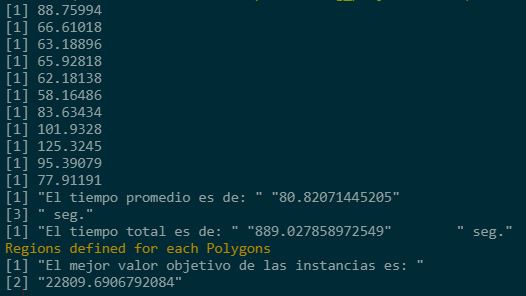 [1] 88.75994
[1] 66.61018
[1] 63.18896
[1] 65.92818
[1] 62.18138
[1] 58.16486
[1] 83.63434
[1] 101.9328
[1] 125.3245
[1] 95.39079
[1] 77.91191
[1] "El tiempo promedio es de: " "80.82071445205"
[3] " seg."
[1] "El tiempo total es de: " "889.027858972549" " seg."
Regions defined for each Polygons
[1] "El mejor valor objetivo de las instancias es: "
[2] "22809.6906792084"